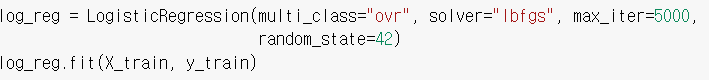 log_reg = LogisticRegression(multi_class="ovr", solver="lbfgs", max_iter=5000,
random_state=42)
log_reg.fit(X_train, y_train)